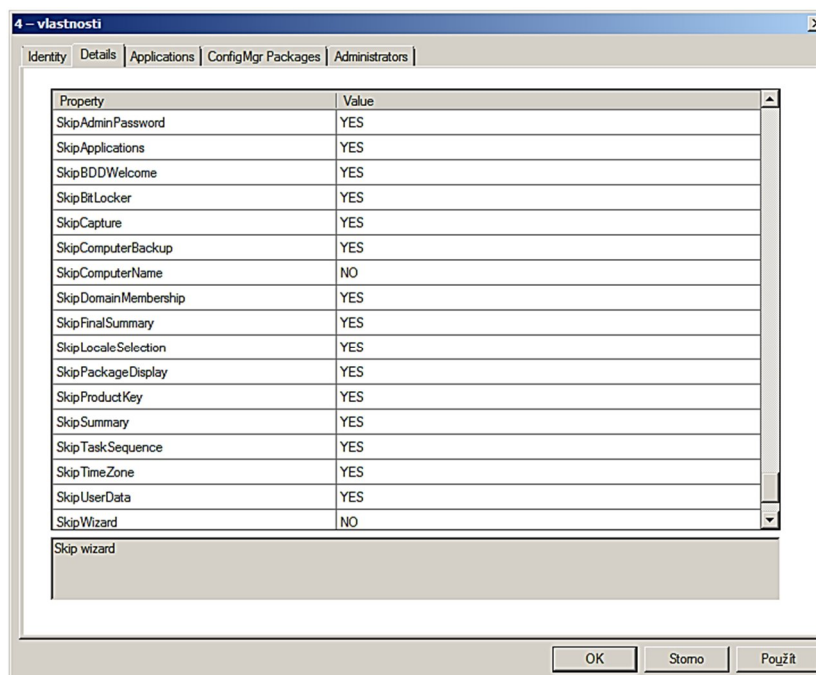 4 – vlastnosti
Identity Details Applications ConfigMgr Packages Administrators
Property Value
SkipAdminPassword YES
SkipApplications YES
SkipBDDWelcome YES
SkipBitLocker YES
SkipCapture YES
SkipComputerBackup YES
SkipComputerName NO
SkipDomainMembership YES
SkipFinalSummary YES
SkipLocaleSelection YES
SkipPackageDisplay YES
SkipProductKey YES
SkipSummary YES
SkipTaskSequence YES
SkipTimeZone YES
SkipUserData YES
SkipWizard NO
Skip wizard
OK Storno Použít